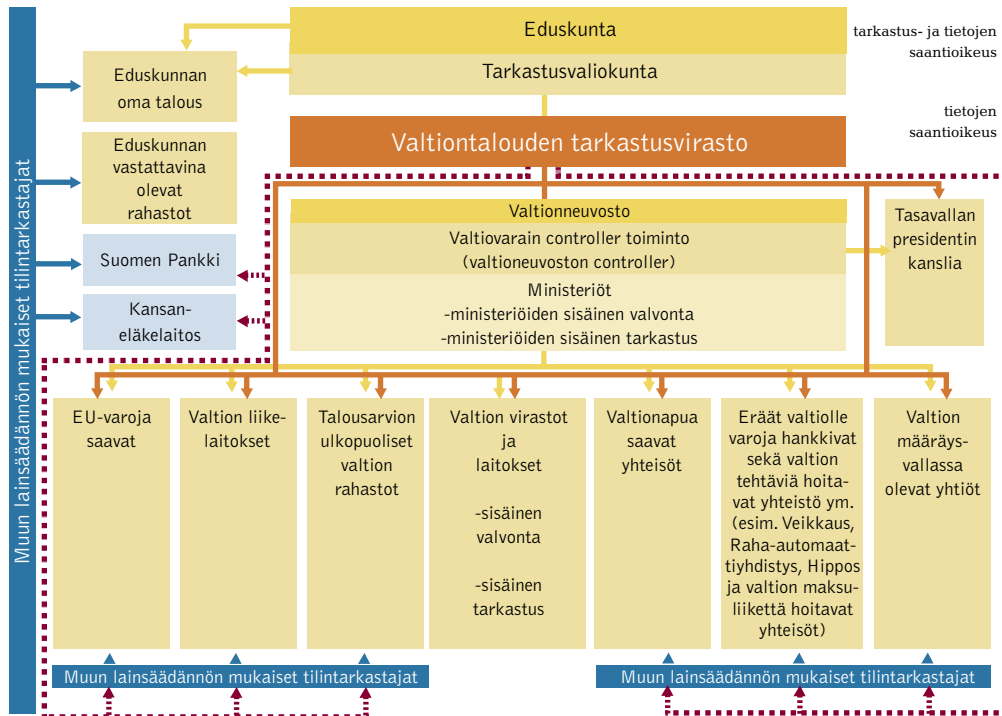 Muun lainsäädännön mukaiset tilintarkastajat
Eduskunta
Tarkastusvaliokunta
tarkastus- ja tietojen
saantioikeus
tietojen
saantioikeus
Eduskunnan
oma talous
Eduskunnan
vastattavina
olevat
rahastot
Suomen Pankki
Kansan-
eläkelaitos
Valtiontalouden tarkastusvirasto
Valtionneuvosto
Valtiovarain controller toiminto
(valtioneuvoston controller)
Ministeriöt
-ministeriöiden sisäinen valvonta
-ministeriöiden sisäinen tarkastus
Tasavallan
presidentin
kanslia
EU-varoja
saavat
Valtion liike-
laitokset
Talousarvion
ulkopuoliset
valtion
rahastot
Valtion virastot
ja
laitokset
-sisäinen
valvonta
-sisäinen
tarkastus
Valtionapua
saavat
yhteisöt
Eräät valtiolle
varoja hankkivat
sekä valtion
tehtäviä hoita-
vat yhteistö ym.
(esim. Veikkaus,
Raha-automaat-
tiyhdistys, Hippos
ja valtion maksu-
liikettä hoitavat
yhteisöt)
Valtion
määräys-
vallassa
olevat yhtiöt
Muun lainsäädännön mukaiset tilintarkastajat
Muun lainsäädännön mukaiset tilintarkastajat